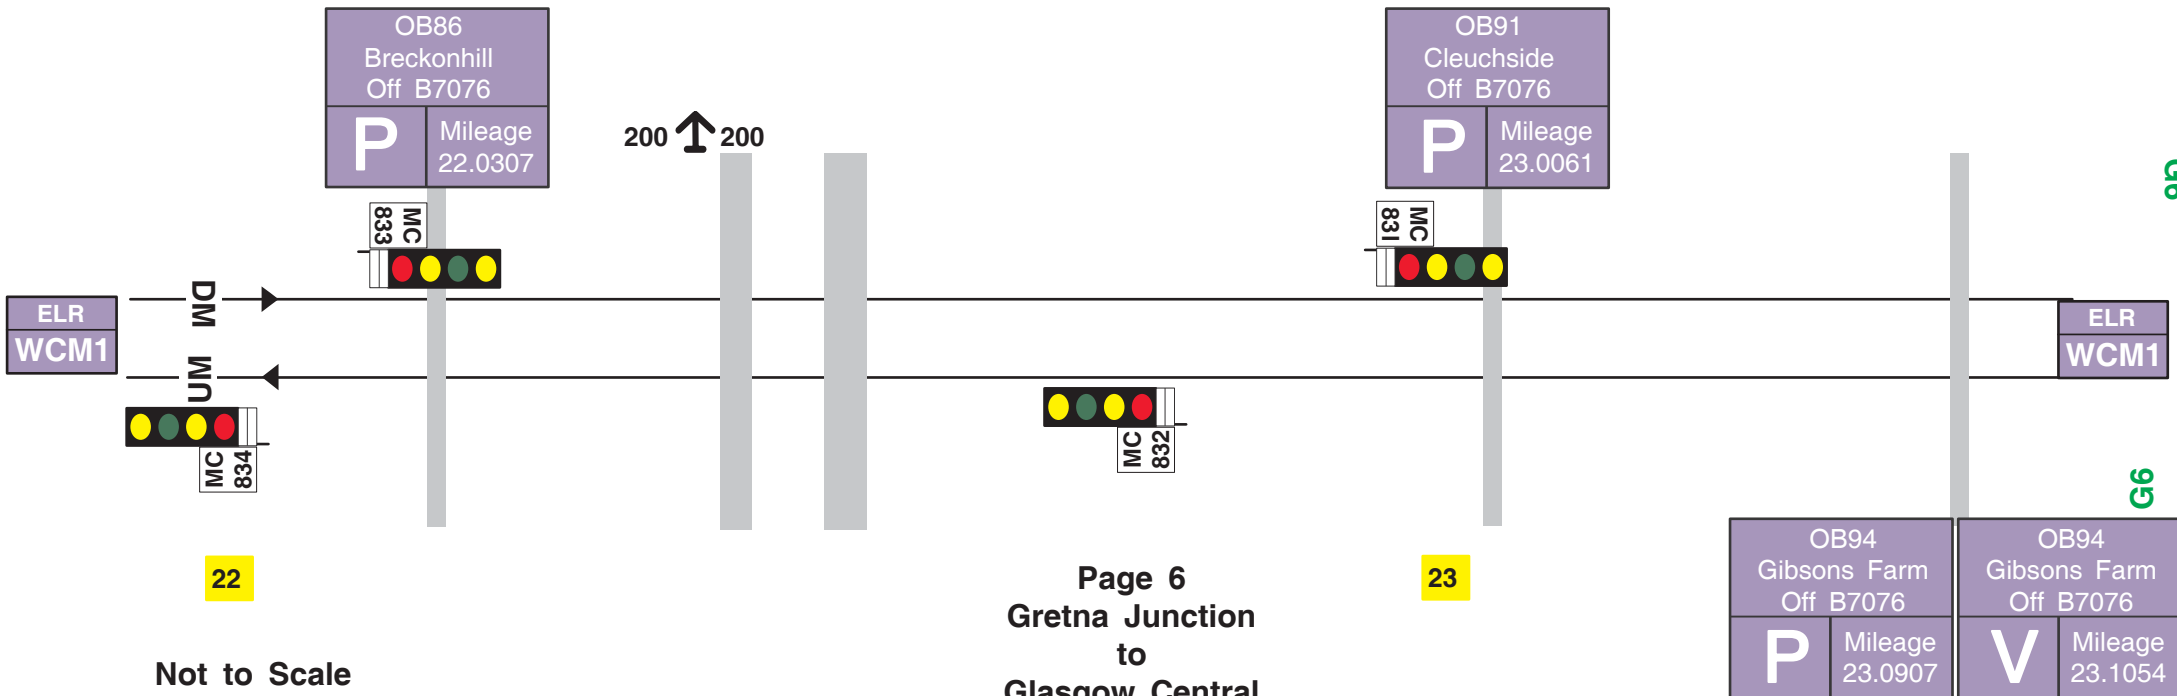 OB86
Breckonhill
Off B7076
P
Mileage
22.0307
200 200
OB91
Cleuchside
Off B7076
P
Mileage
23.0061
MC
833
MC
831
DM
UM
ELR
WCM1
ELR
WCM1
MC
834
MC
832
G6
22
23
Page 6
Gretna Junction
to
Glasgow Central
Not to Scale
OB94
Gibsons Farm
Off B7076
P
Mileage
23.0907
OB94
Gibsons Farm
Off B7076
V
Mileage
23.1054